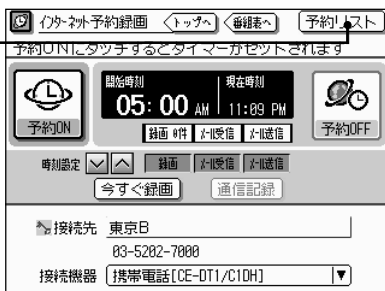 インターネット予約録画 トップへ 番組表へ 予約リスト
予約ONにタッチするとタイマーがセットされます
開始時刻 現在時刻
05:00 AM 11:09 PM
予約ON 録画 0件 メール受信 メール送信 予約OFF
時刻設定 録画 メール受信 メール送信
今すぐ録画 通信記録
接続先 東京B
03-5202-7000
接続機器 携帯電話[CE-DT1/C1DH]